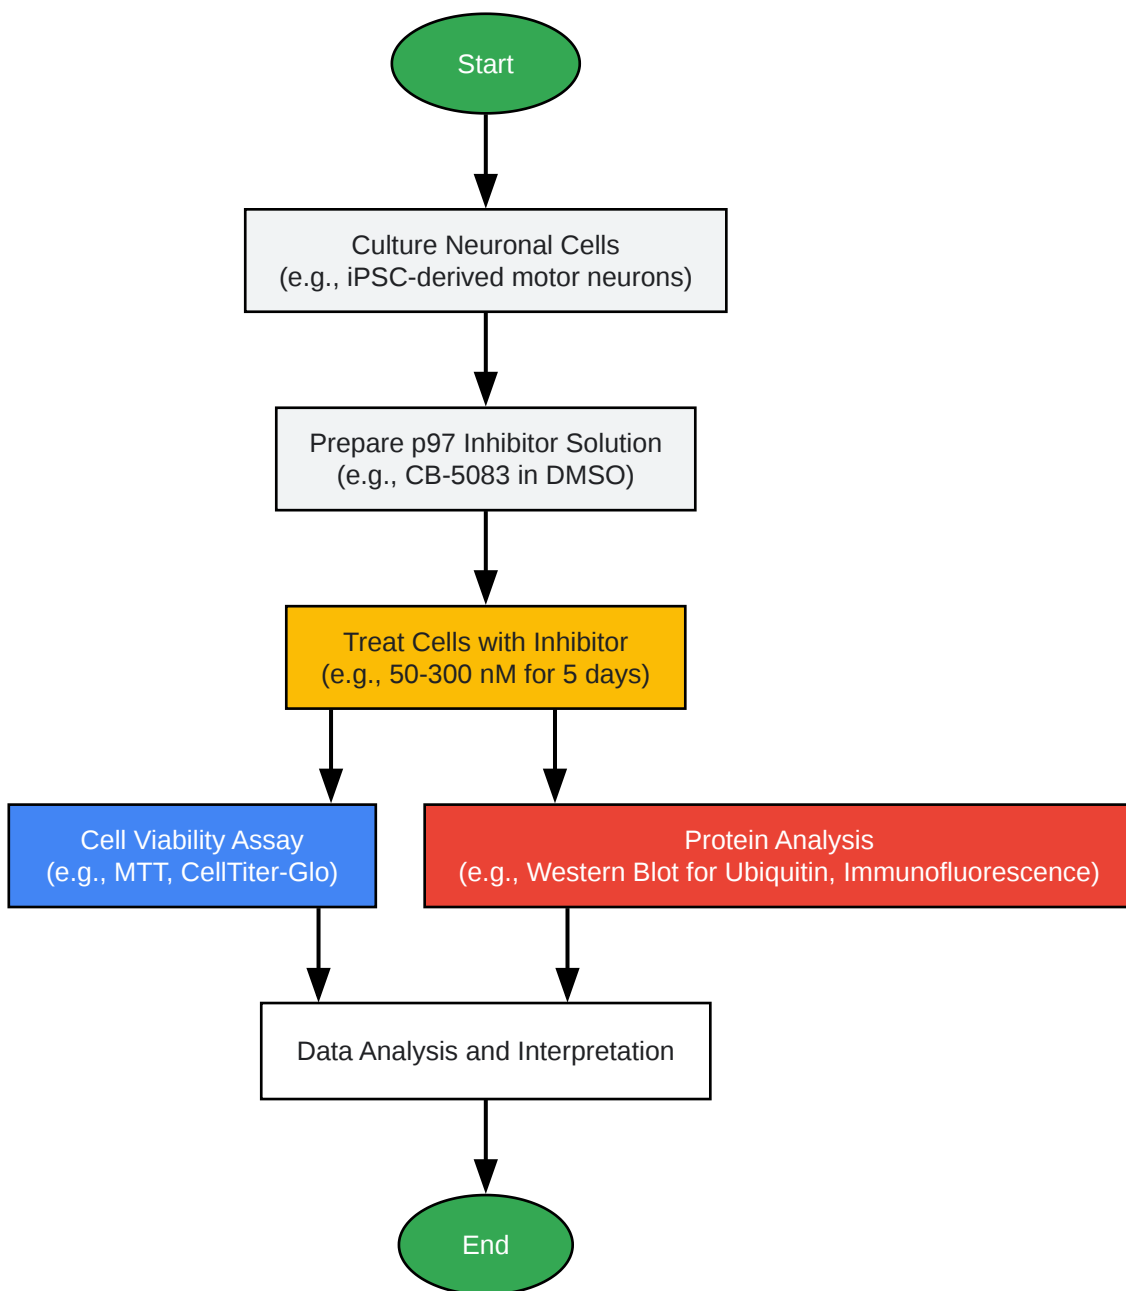 Start
Culture Neuronal Cells
(e.g., iPSC-derived motor neurons)
Prepare p97 Inhibitor Solution
(e.g., CB-5083 in DMSO)
Treat Cells with Inhibitor
(e.g., 50-300 nM for 5 days)
Cell Viability Assay
(e.g., MTT, CellTiter-Glo)
Protein Analysis
(e.g., Western Blot for Ubiquitin, Immunofluorescence)
Data Analysis and Interpretation
End